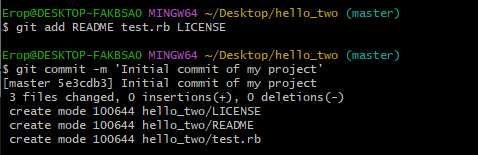 Егор@DESKTOP-FAKBSAO MINGW64 ~/Desktop/hello_two (master)
$ git add README test.rb LICENSE

Егор@DESKTOP-FAKBSAO MINGW64 ~/Desktop/hello_two (master)
$ git commit -m 'Initial commit of my project'
[master 5e3cdb3] Initial commit of my project
 3 files changed, 0 insertions(+), 0 deletions(-)
 create mode 100644 hello_two/LICENSE
 create mode 100644 hello_two/README
 create mode 100644 hello_two/test.rb